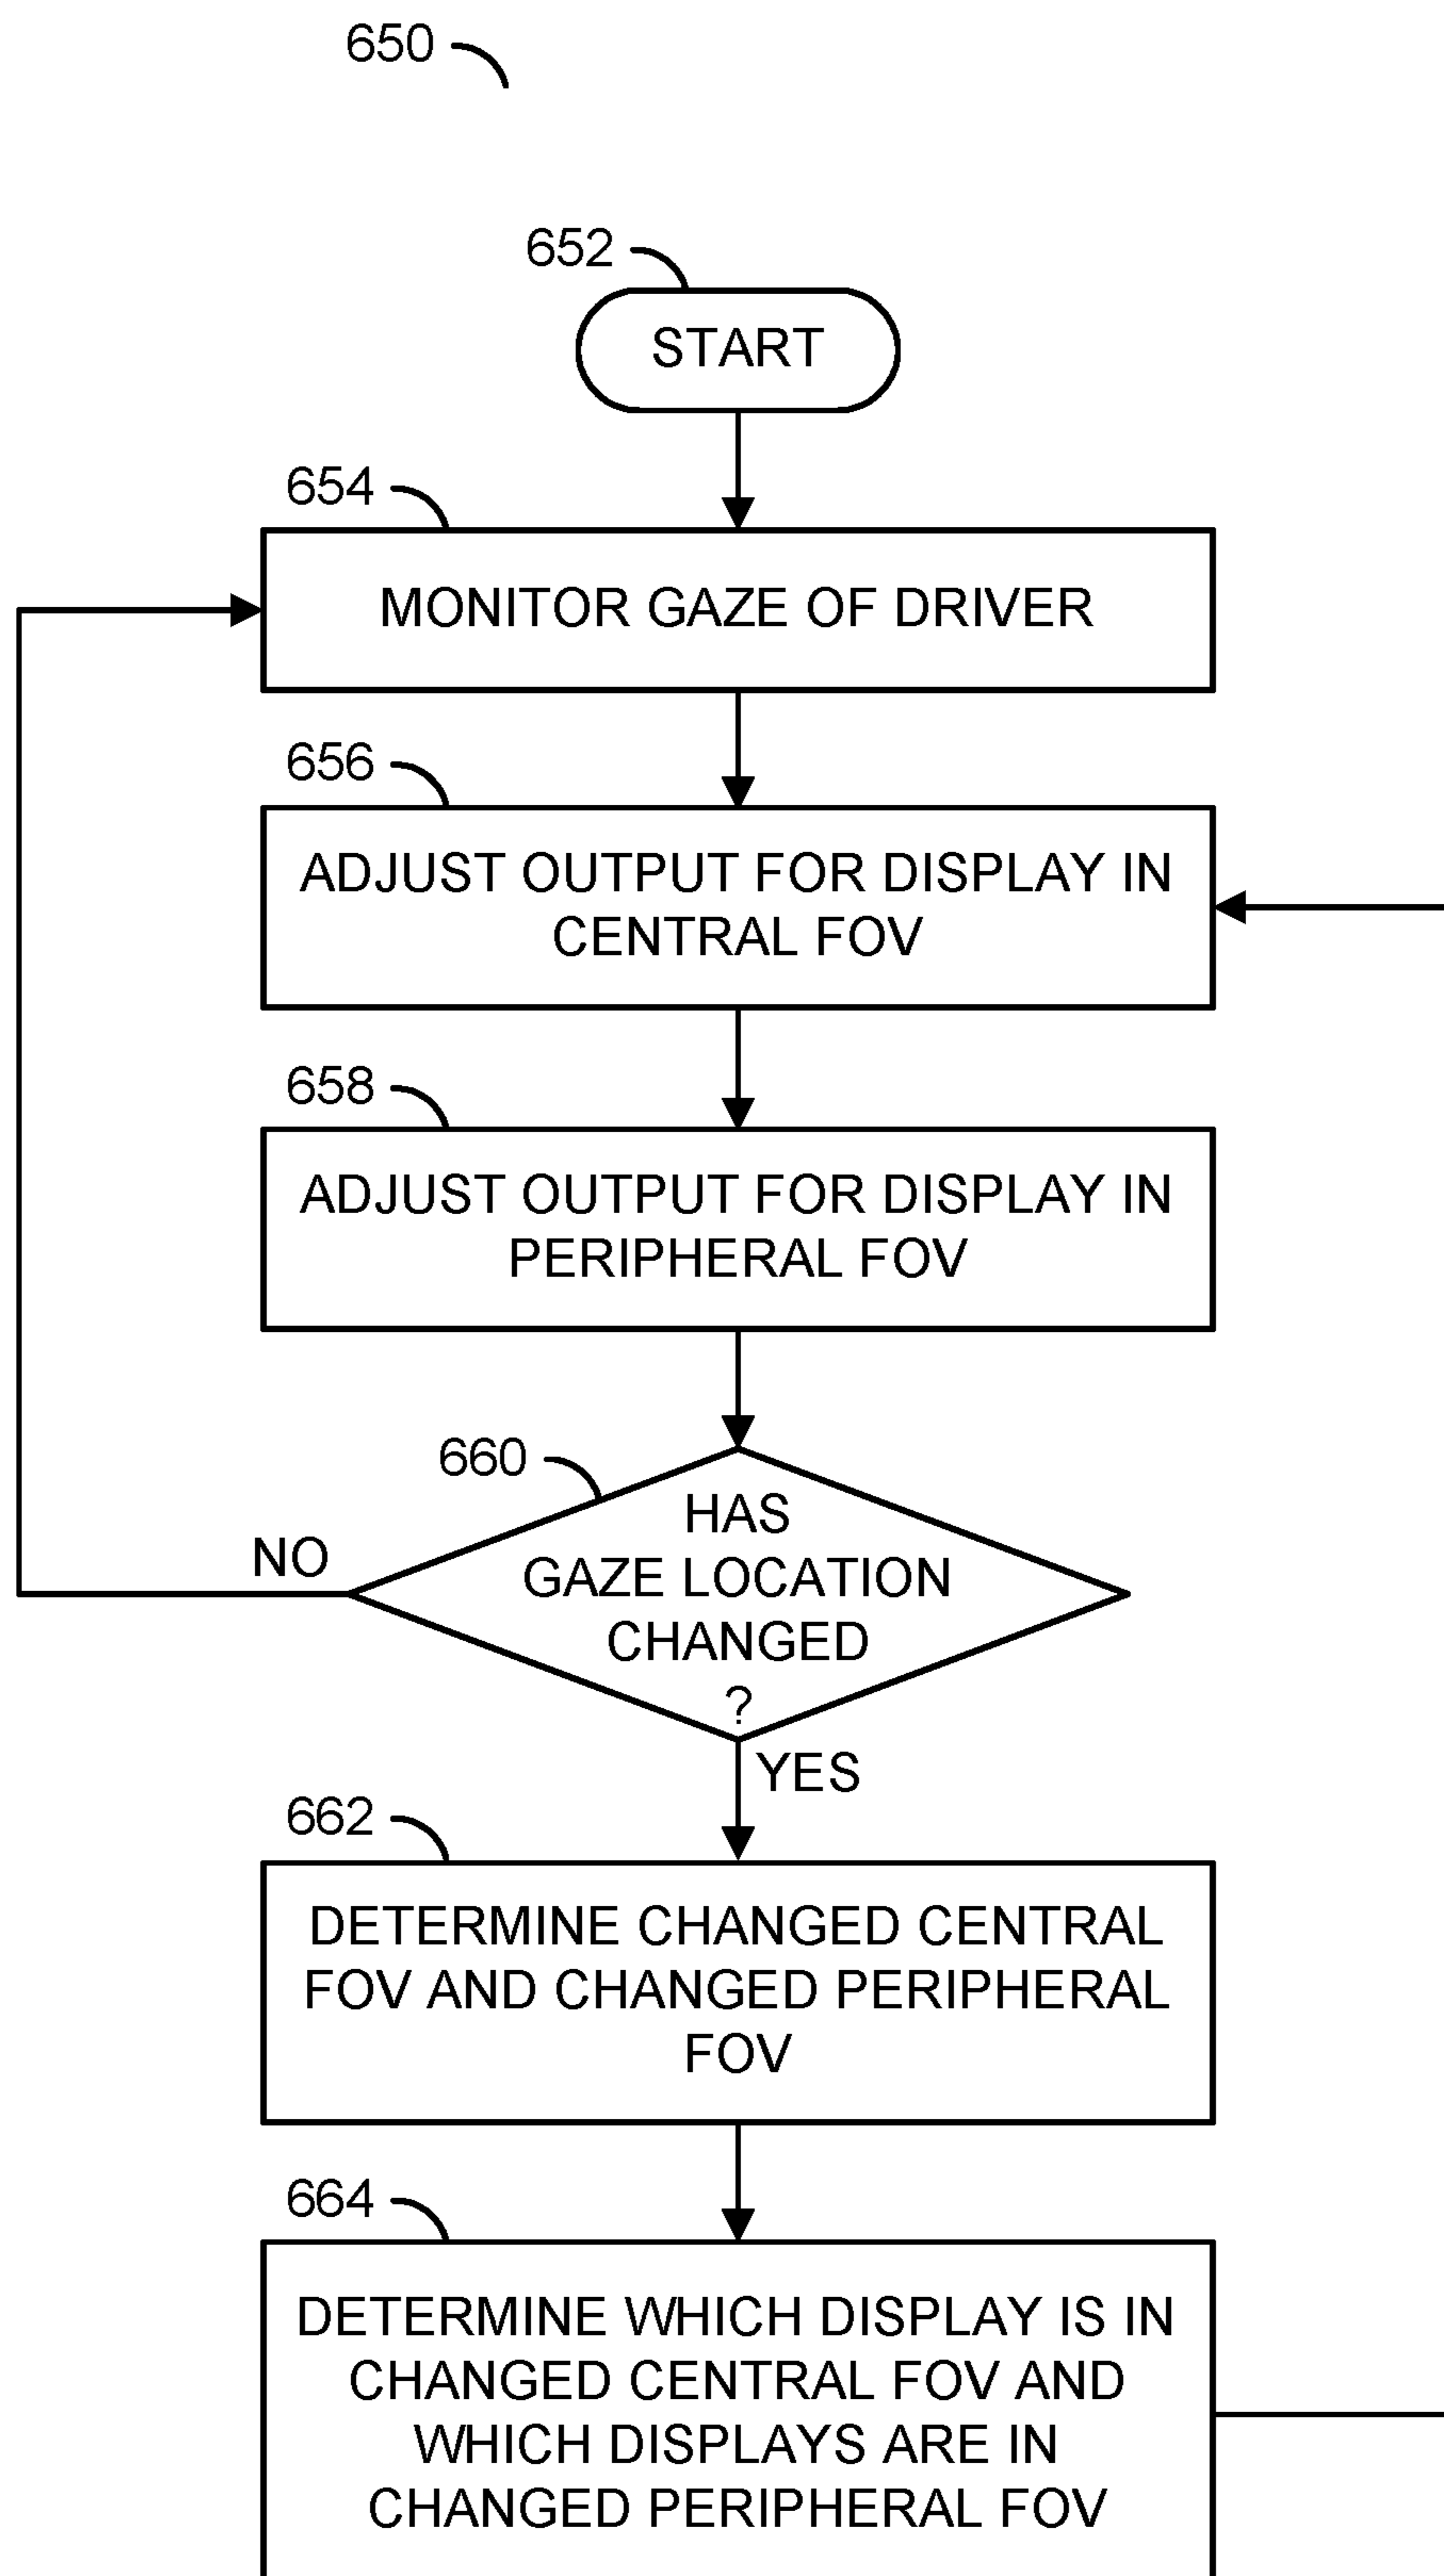 650
652
START
654
MONITOR GAZE OF DRIVER
656
ADJUST OUTPUT FOR DISPLAY IN
CENTRAL FOV
658
ADJUST OUTPUT FOR DISPLAY IN
PERIPHERAL FOV
660
HAS
GAZE LOCATION
CHANGED
?
NO
YES
662
DETERMINE CHANGED CENTRAL
FOV AND CHANGED PERIPHERAL
FOV
664
DETERMINE WHICH DISPLAY IS IN
CHANGED CENTRAL FOV AND
WHICH DISPLAYS ARE IN
CHANGED PERIPHERAL FOV